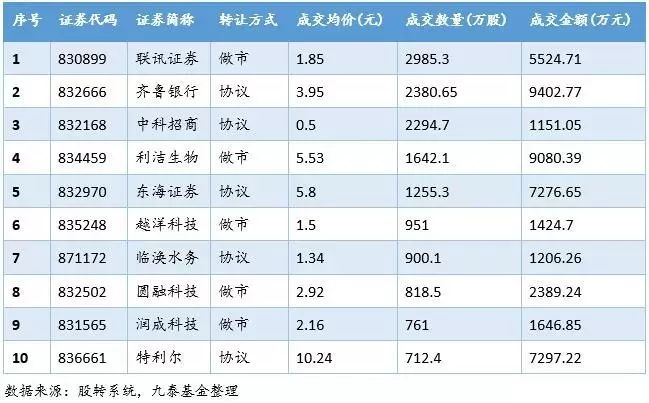 序号 证券代码 证券简称 转让方式 成交均价(元) 成交数量(万股) 成交金额(万元)
1 830899 联讯证券 做市 1.85 2985.3 5524.71
2 832666 齐鲁银行 协议 3.95 2380.65 9402.77
3 832168 中科招商 协议 0.5 2294.7 1151.05
4 834459 利洁生物 做市 5.53 1642.1 9080.39
5 832970 东海证券 协议 5.8 1255.3 7276.65
6 835248 越洋科技 做市 1.5 951 1424.7
7 871172 临涣水务 协议 1.34 900.1 1206.26
8 832502 圆融科技 做市 2.92 818.5 2389.24
9 831565 润成科技 做市 2.16 761 1646.85
10 836661 特利尔 协议 10.24 712.4 7297.22
数据来源：股转系统，九泰基金整理